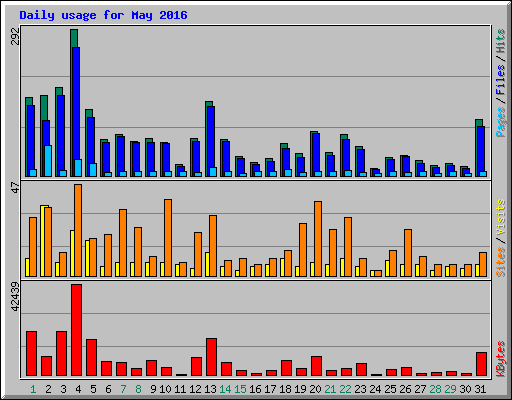 Daily usage for May 2016
292
Pages / Files / Hits
47
Sites / Visits
42439
KBytes
1 2 3 4 5 6 7 8 9 10 11 12 13 14 15 16 17 18 19 20 21 22 23 24 25 26 27 28 29 30 31